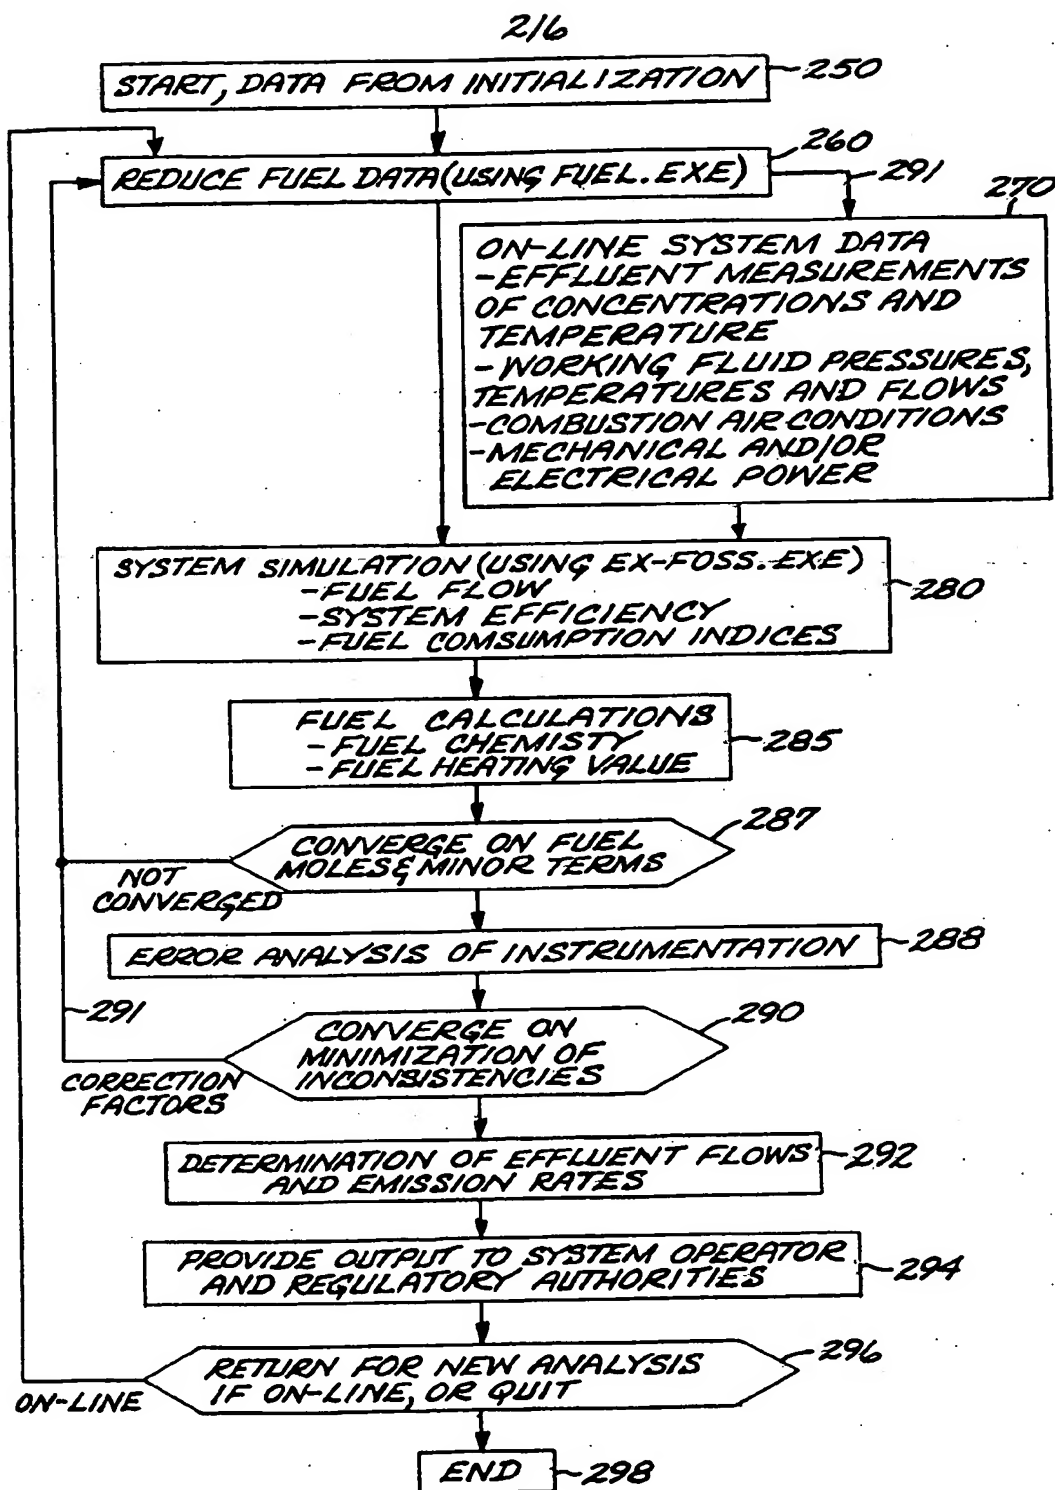 216
START, DATA FROM INITIALIZATION
250
260
REDUCE FUEL DATA (USING FUEL.EXE)
291
270
ON-LINE SYSTEM DATA
-EFFLUENT MEASUREMENTS
OF CONCENTRATIONS AND
TEMPERATURE
-WORKING FLUID PRESSURES,
TEMPERATURES AND FLOWS
-COMBUSTION AIR CONDITIONS
-MECHANICAL AND/OR
ELECTRICAL POWER
SYSTEM SIMULATION (USING EX-FOSS.EXE)
-FUEL FLOW
-SYSTEM EFFICIENCY
-FUEL COMSUMPTION INDICES
280
FUEL CALCULATIONS
-FUEL CHEMISTY
-FUEL HEATING VALUE
285
287
CONVERGE ON FUEL
MOLES & MINOR TERMS
NOT
CONVERGED
ERROR ANALYSIS OF INSTRUMENTATION
288
291
290
CONVERGE ON
MINIMIZATION OF
INCONSISTENCIES
CORRECTION
FACTORS
DETERMINATION OF EFFLUENT FLOWS
AND EMISSION RATES
292
PROVIDE OUTPUT TO SYSTEM OPERATOR
AND REGULATORY AUTHORITIES
294
296
RETURN FOR NEW ANALYSIS
IF ON-LINE, OR QUIT
ON-LINE
END
298